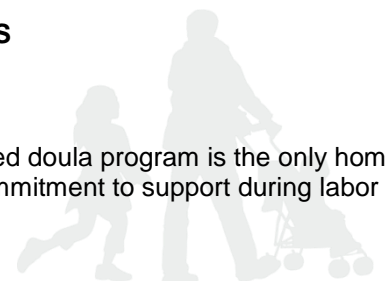 s
ed doula program is the only hom
mmitment to support during labor